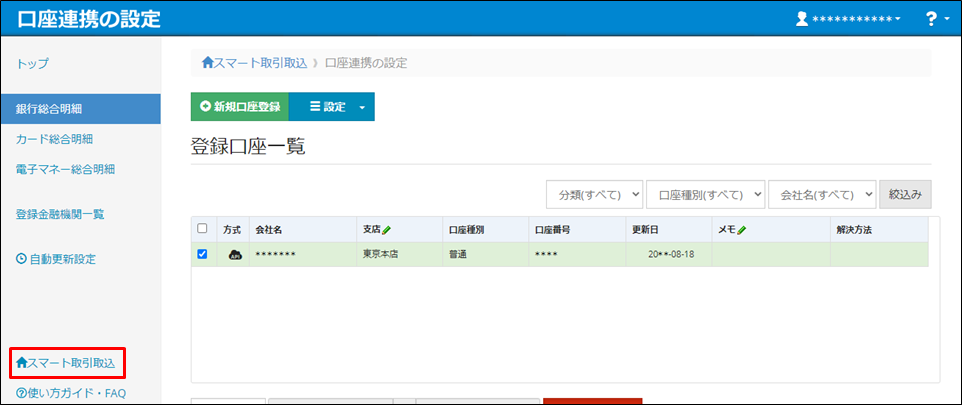 口座連携の設定
***********
?
トップ
銀行総合明細
カード総合明細
電子マネー総合明細
登録金融機関一覧
自動更新設定
スマート取引取込
?使い方ガイド・FAQ
スマート取引取込 》 口座連携の設定
新規口座登録
設定
登録口座一覧
分類(すべて) 口座種別(すべて) 会社名(すべて) 絞込み
方式 会社名 支店 口座種別 口座番号 更新日 メモ 解決方法
API ******* 東京本店 普通 **** 20**-08-18